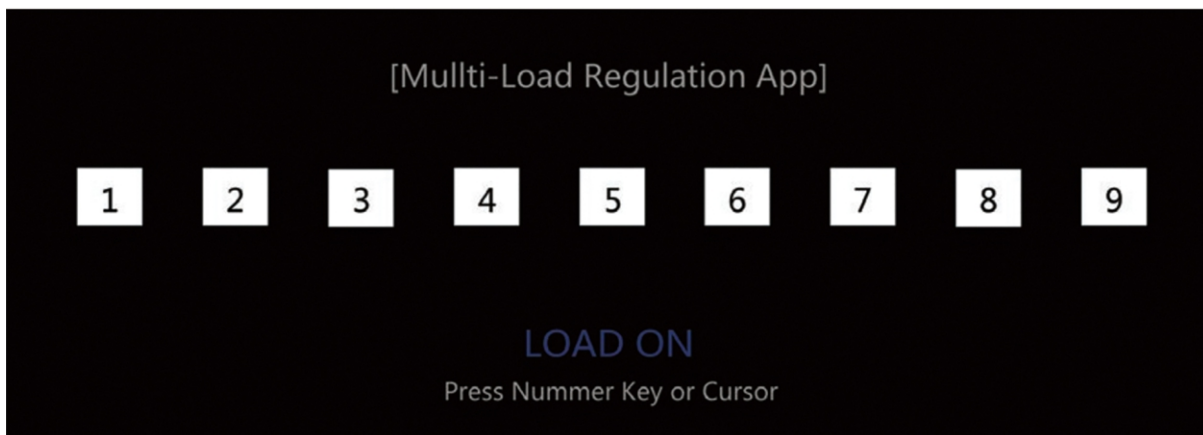 [Mullti-Load Regulation App]
1 2 3 4 5 6 7 8 9
LOAD ON
Press Nummer Key or Cursor